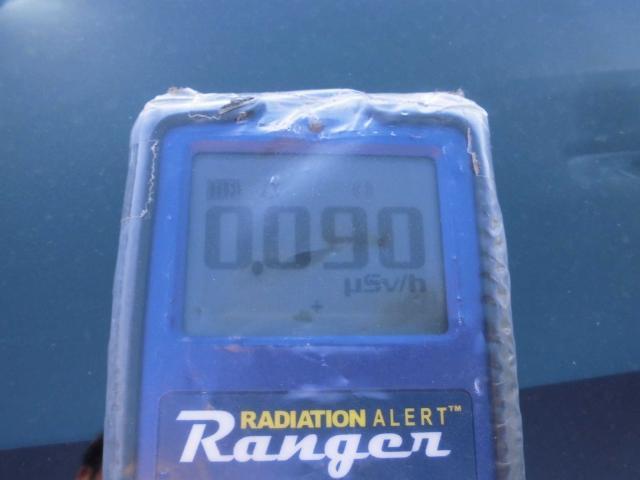 0.090
µSv/h
RADIATION ALERT™
Ranger